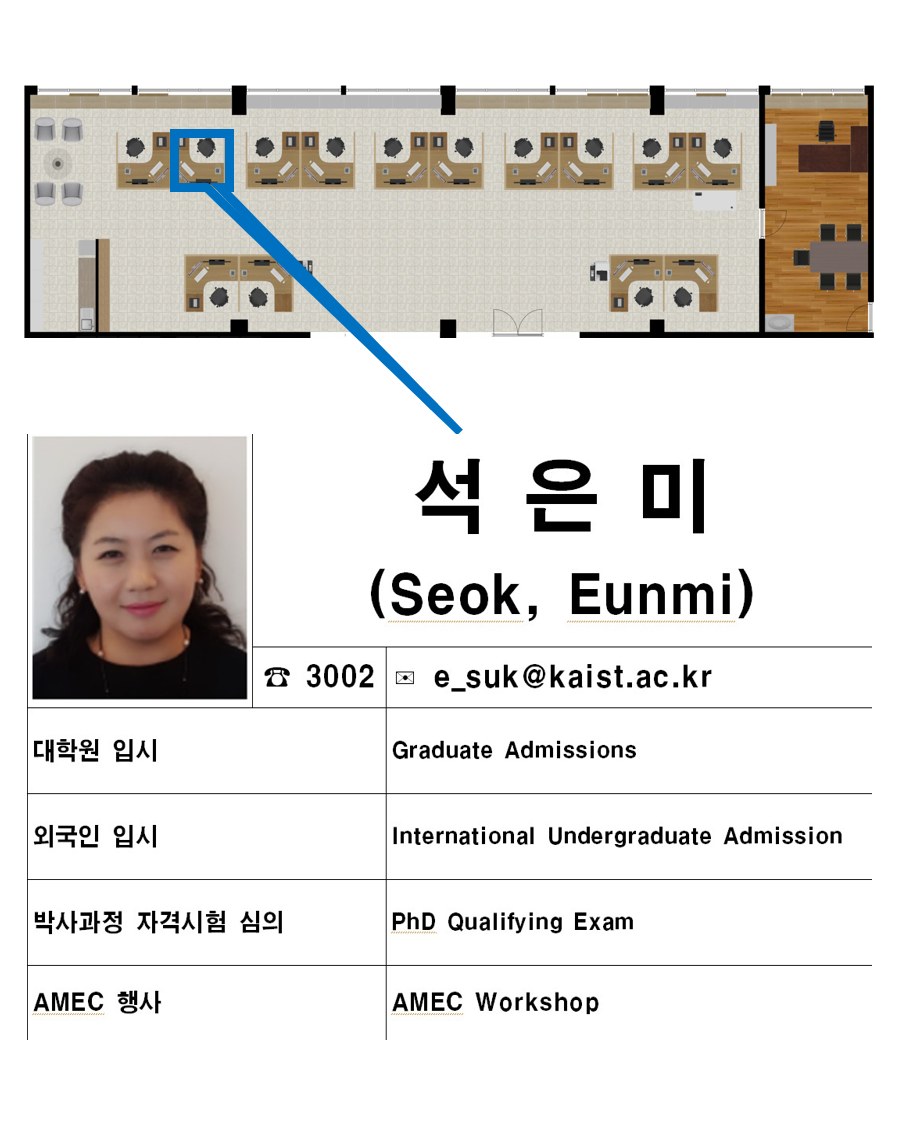 석 은 미
(Seok, Eunmi)
☎ 3002 ✉ e_suk@kaist.ac.kr
대학원 입시 Graduate Admissions
외국인 입시 International Undergraduate Admission
박사과정 자격시험 심의 PhD Qualifying Exam
AMEC 행사 AMEC Workshop